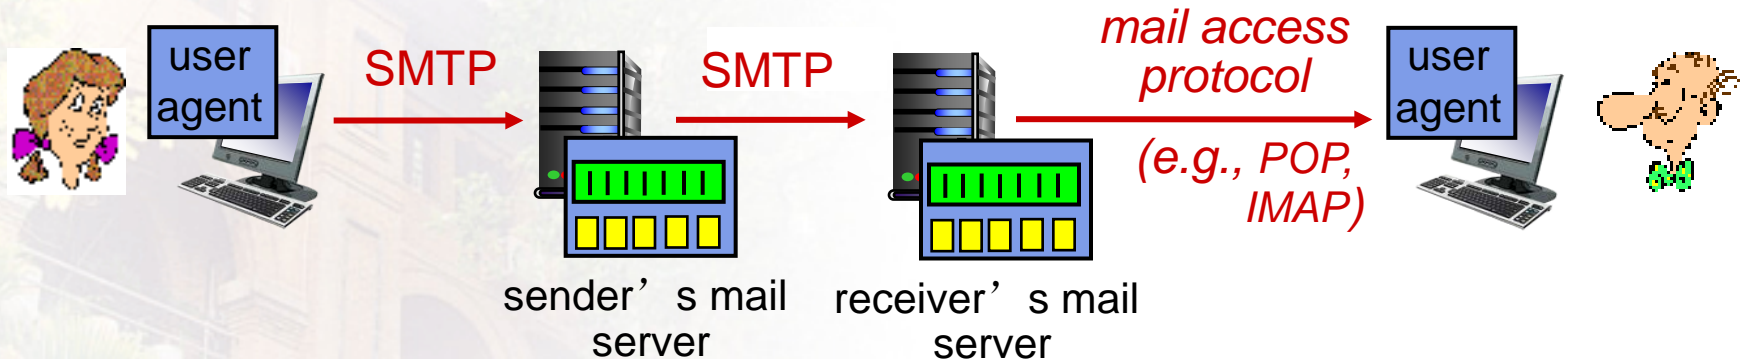 user
agent
SMTP
sender’s mail
server
SMTP
receiver’s mail
server
mail access
protocol
(e.g., POP,
IMAP)
user
agent